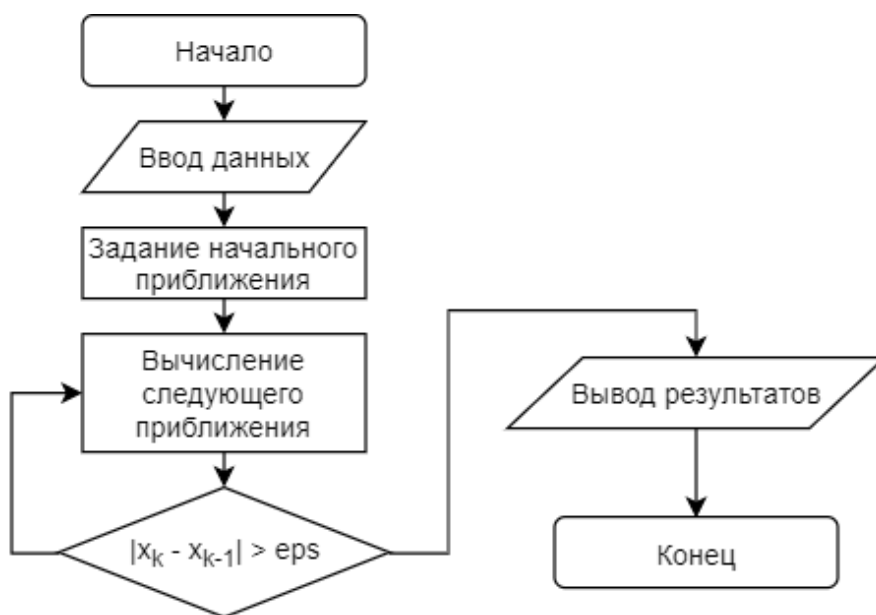 Начало
Ввод данных
Задание начального
приближения
Вычисление
следующего
приближения
|xk - xk-1| > eps
Вывод результатов
Конец